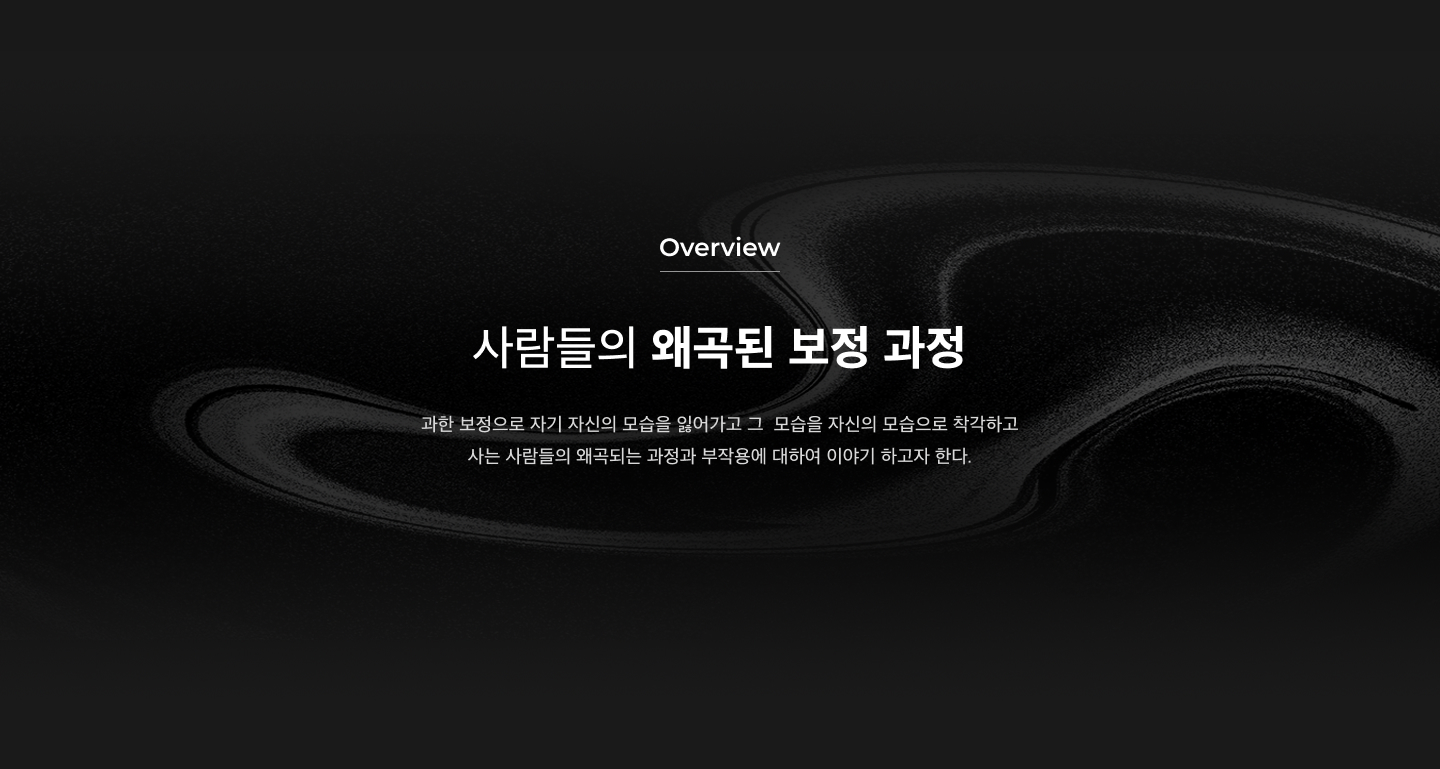 Overview
사람들의 왜곡된 보정 과정
과한 보정으로 자기 자신의 모습을 잃어가고 그  모습을 자신의 모습으로 착각하고
사는 사람들의 왜곡되는 과정과 부작용에 대하여 이야기 하고자 한다.